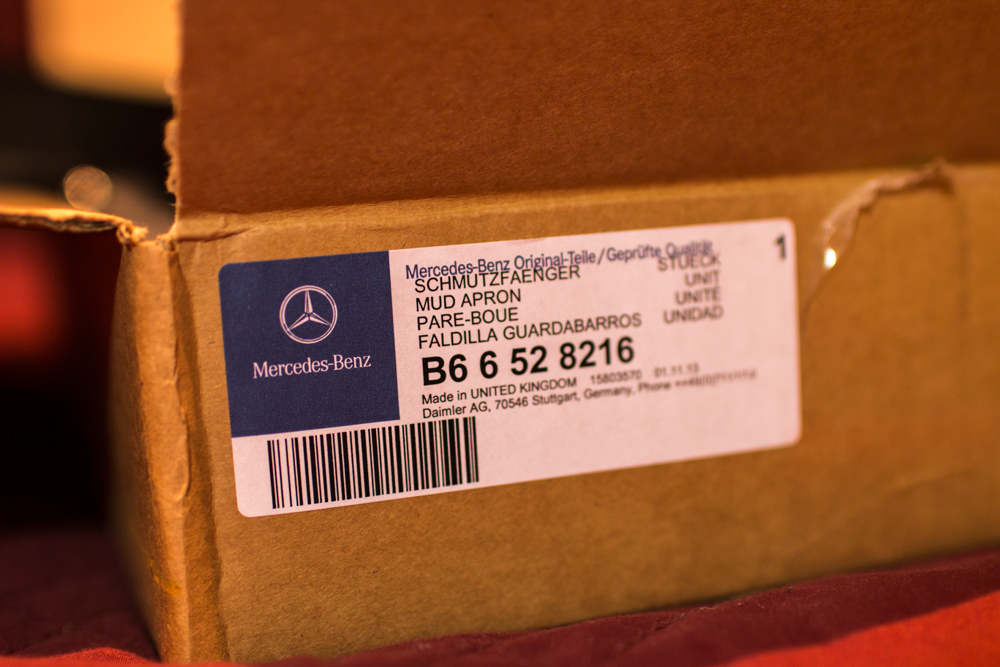 Mercedes-Benz
Mercedes-Benz Original-Teile/Geprüfte Qualität
1
SCHMUTZFAENGER STUECK
MUD APRON UNIT
PARE-BOUE UNITE
FALDILLA GUARDABARROS UNIDAD
B6 6 52 8216
Made in UNITED KINGDOM 15803570 01.11.13
Daimler AG, 70546 Stuttgart, Germany, Phone